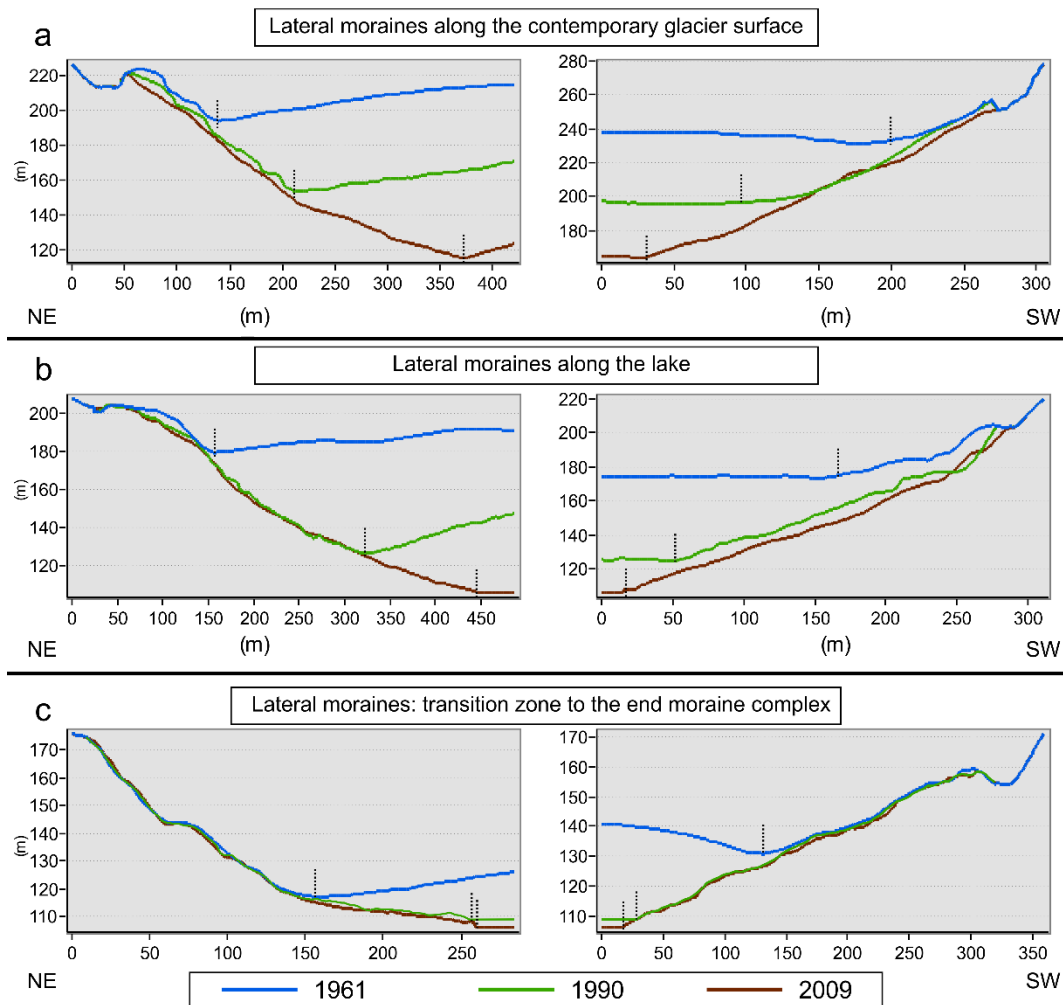 a
Lateral moraines along the contemporary glacier surface
220
200
180
160
140
120
(m)
0 50 100 150 200 250 300 350 400
NE (m)
280
260
240
220
200
180
0 50 100 150 200 250 300
(m) SW
b
Lateral moraines along the lake
200
180
160
140
120
(m)
0 50 100 150 200 250 300 350 400 450
NE (m)
220
200
180
160
140
120
0 50 100 150 200 250 300
(m) SW
c
Lateral moraines: transition zone to the end moraine complex
170
160
150
140
130
120
110
(m)
0 50 100 150 200 250
NE
170
160
150
140
130
120
110
0 50 100 150 200 250 300 350
SW
1961 1990 2009